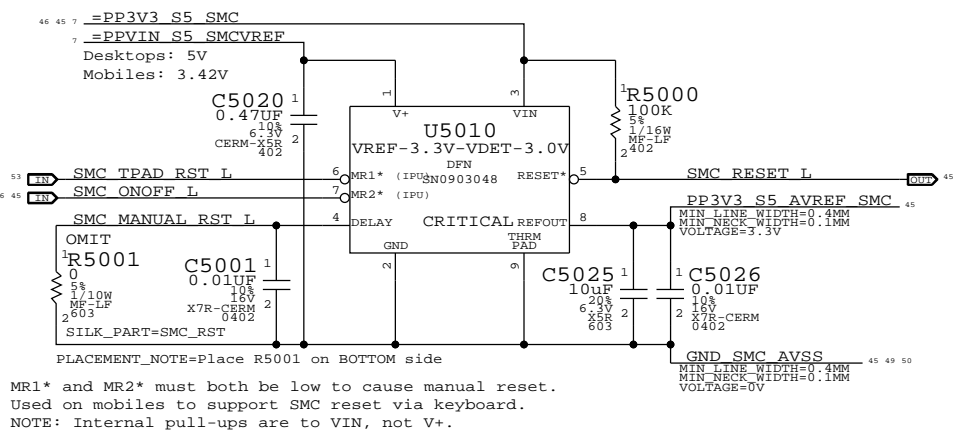 46 45 7 =PP3V3_S5_SMC
7 =PPVIN_S5_SMCVREF
Desktops: 5V
Mobiles: 3.42V
C5020
0.47UF
10%
6.3V
CERM-X5R
402
1
2
1
V+
3
VIN
U5010
VREF-3.3V-VDET-3.0V
DFN
SN0903048
CRITICAL
1
R5000
100K
5%
1/16W
MF-LF
402
2
53 IN SMC_TPAD_RST_L 6 MR1* (IPU)
6 45 IN SMC_ONOFF_L 7 MR2* (IPU)
RESET* 5 SMC_RESET_L OUT 45
SMC_MANUAL_RST_L 4 DELAY
REFOUT 8
PP3V3_S5_AVREF_SMC 45
MIN_LINE_WIDTH=0.4MM
MIN_NECK_WIDTH=0.1MM
VOLTAGE=3.3V
GND
2
THRM
PAD
9
OMIT
1
R5001
0
5%
1/10W
MF-LF
603
2
SILK_PART=SMC_RST
C5001
0.01UF
10%
16V
X7R-CERM
0402
1
2
C5025
10uF
20%
6.3V
X5R
603
1
2
1
C5026
0.01UF
10%
16V
X7R-CERM
0402
2
PLACEMENT_NOTE=Place R5001 on BOTTOM side
GND_SMC_AVSS 45 49 50
MIN_LINE_WIDTH=0.4MM
MIN_NECK_WIDTH=0.1MM
VOLTAGE=0V
MR1* and MR2* must both be low to cause manual reset.
Used on mobiles to support SMC reset via keyboard.
NOTE: Internal pull-ups are to VIN, not V+.